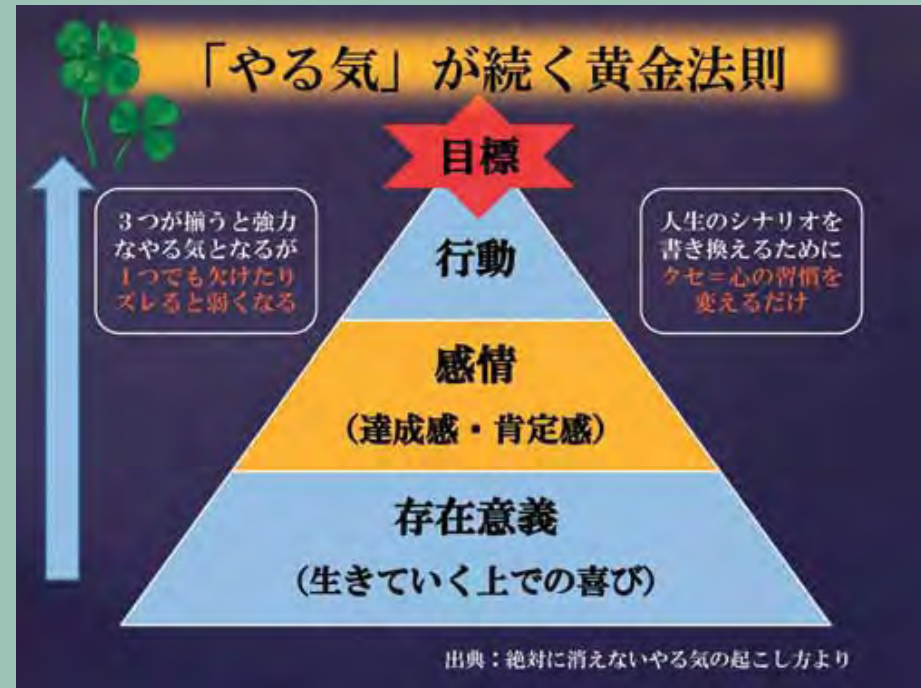 「やる気」が続く黄金法則
目標
3つが揃うと強力
なやる気となるが
1つでも欠けたり
ズレると弱くなる
人生のシナリオを
書き換えるために
クセ=心の習慣を
変えるだけ
行動
感情
(達成感・肯定感)
存在意義
(生きていく上での喜び)
出典:絶対に消えないやる気の起こし方より